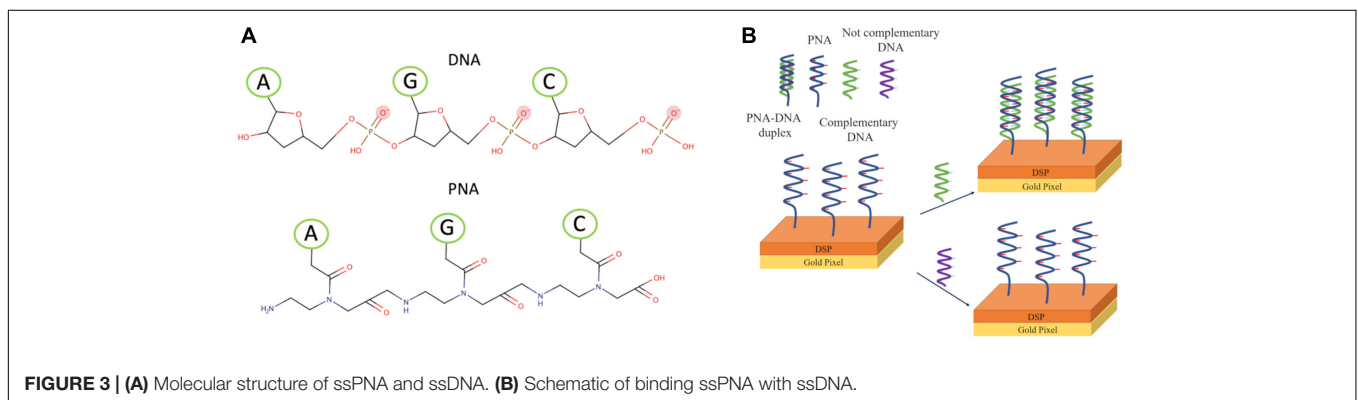 A
DNA
A
G
C
O
O
O⁻
P
HO
O
HO
O
O
O⁻
P
HO
O
O
O
O⁻
P
HO
OH
PNA
A
G
C
O
O
O
OH
H₂N
N
O
N
H
N
O
N
H
N
O
B
PNA
Not complementary
DNA
PNA-DNA
duplex
Complementary
DNA
DSP
Gold Pixel
DSP
Gold Pixel
DSP
Gold Pixel
FIGURE 3 | (A) Molecular structure of ssPNA and ssDNA. (B) Schematic of binding ssPNA with ssDNA.